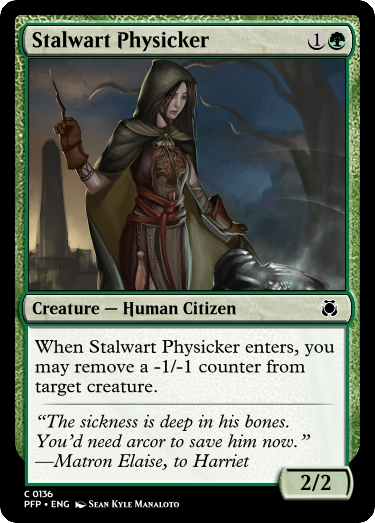 Stalwart Physicker 1
Creature — Human Citizen
When Stalwart Physicker enters, you
may remove a -1/-1 counter from
target creature.
“The sickness is deep in his bones.
You’d need arcor to save him now.”
—Matron Elaise, to Harriet
2/2
C 0136
PFP • ENG Sean Kyle Manaloto